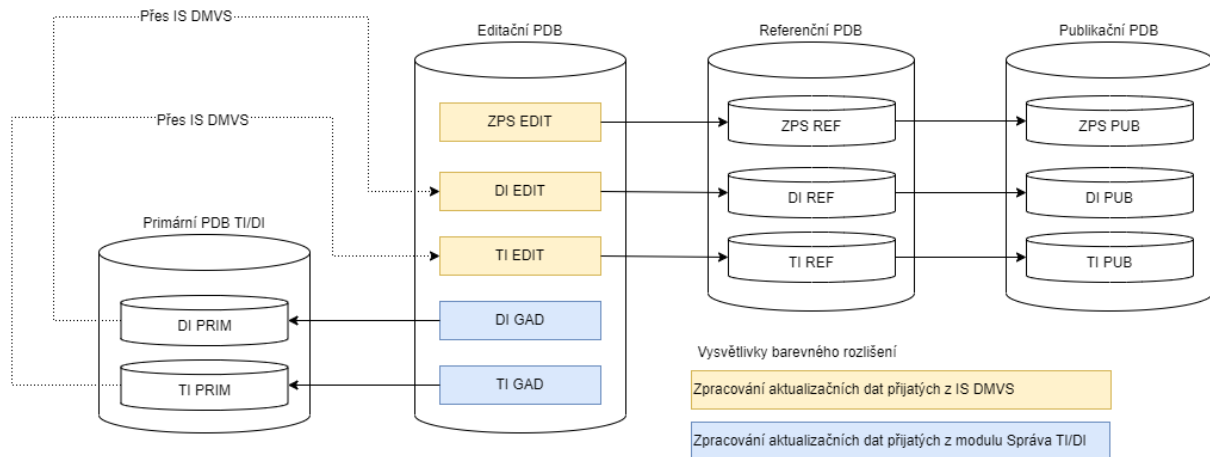 Přes IS DMVS
Editační PDB
Referenční PDB
Publikační PDB
Přes IS DMVS
ZPS EDIT
ZPS REF
ZPS PUB
DI EDIT
DI REF
DI PUB
Primární PDB TI/DI
TI EDIT
TI REF
TI PUB
DI PRIM
DI GAD
TI PRIM
TI GAD
Vysvětlivky barevného rozlišení
Zpracování aktualizačních dat přijatých z IS DMVS
Zpracování aktualizačních dat přijatých z modulu Správa TI/DI